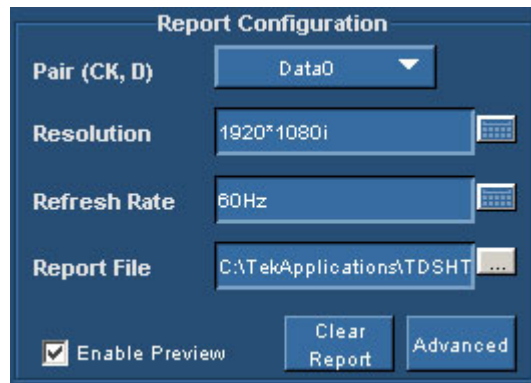 Report Configuration
Pair (CK, D) Data0
Resolution 1920*1080i
Refresh Rate 60Hz
Report File C:\TekApplications\TDSHT ...
Enable Preview Clear Report Advanced